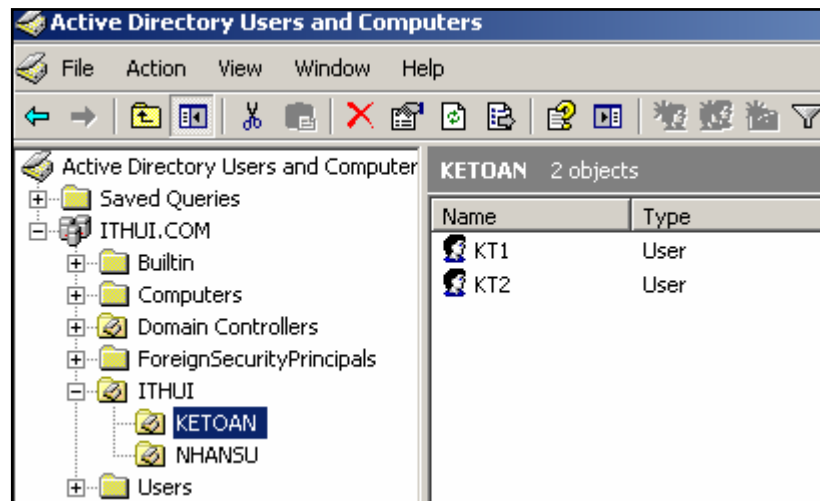 Active Directory Users and Computers
File Action View Window Help
Active Directory Users and Computer
Saved Queries
ITHUI.COM
Builtin
Computers
Domain Controllers
ForeignSecurityPrincipals
ITHUI
KETOAN
NHANSU
Users
KETOAN 2 objects
Name Type
KT1 User
KT2 User